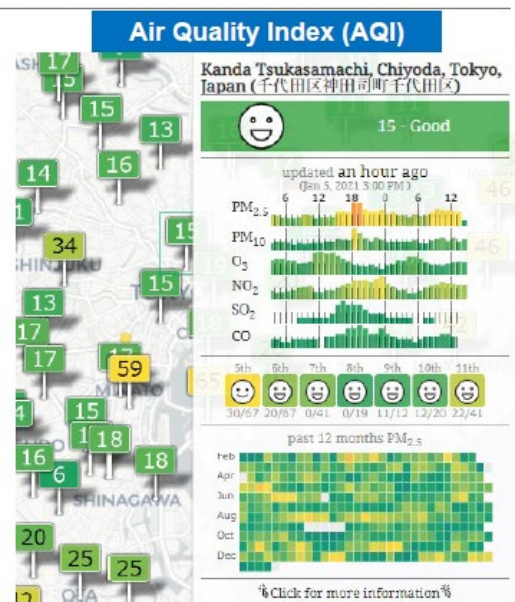 Air Quality Index (AQI)
17
15
15
13
14
16
34
15
13
17
17
59
15
18
16
6
18
SHINAGAWA
20
25
25
Kanda Tsukasamachi, Chiyoda, Tokyo,
Japan (千代田区神田司町千代田区)
15 - Good
updated an hour ago
(Jan 5, 2021 3:00 PM)
6 12 18 0 6 12
PM2.5
PM10
O3
NO2
SO2
CO
5th 6th 7th 8th 9th 10th 11th
30/67 20/67 0/41 0/19 11/12 12/20 22/41
past 12 months PM2.5
Feb
Apr
Jun
Aug
Oct
Dec
Click for more information